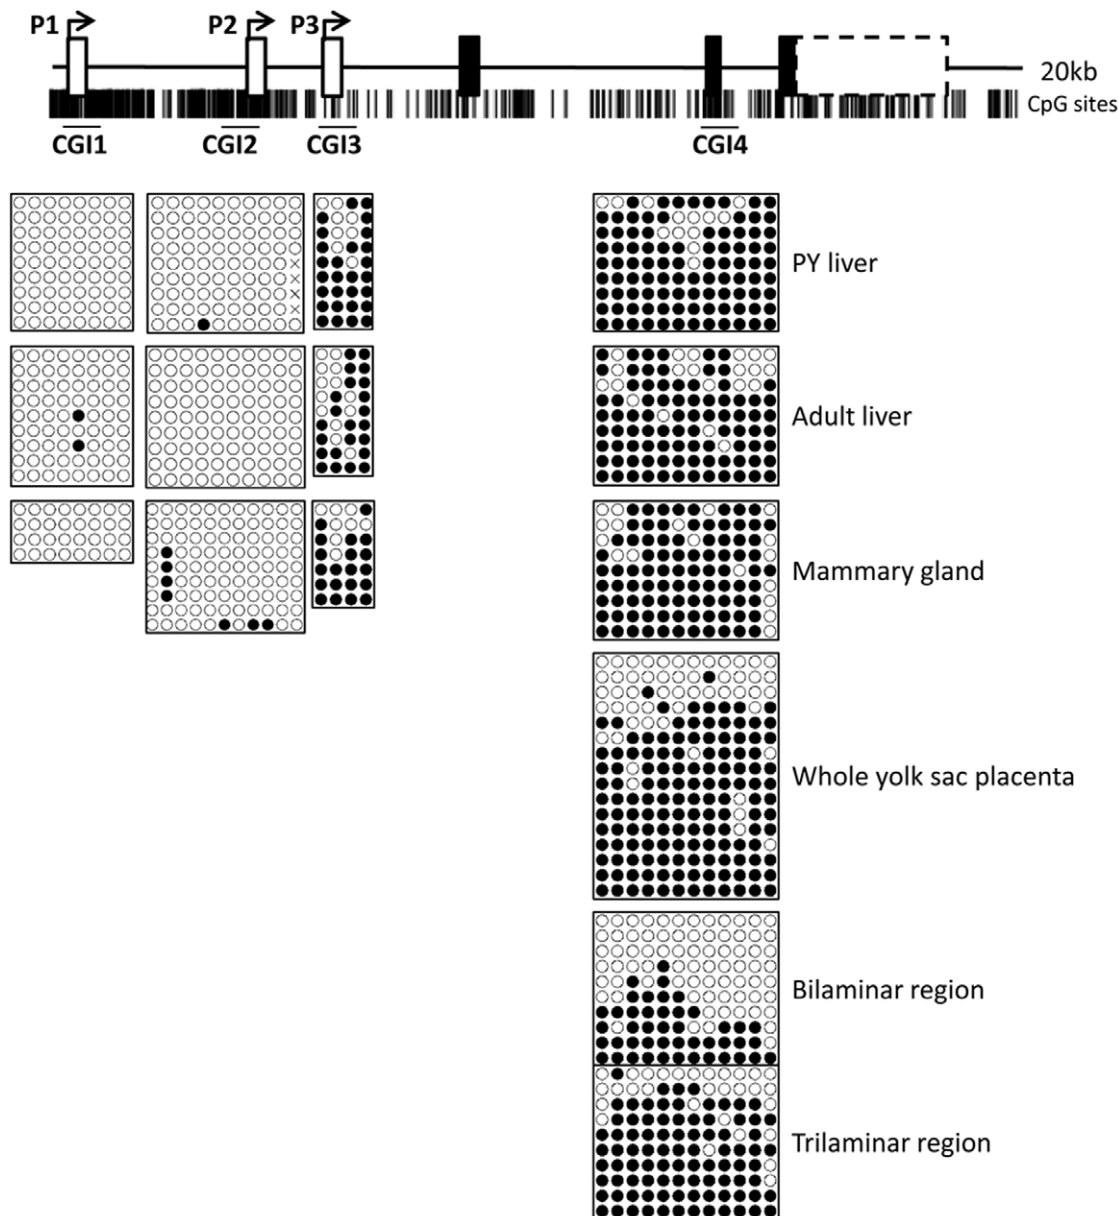 P1 P2 P3
20kb
CpG sites
CGI1 CGI2 CGI3 CGI4
PY liver
Adult liver
Mammary gland
Whole yolk sac placenta
Bilaminar region
Trilaminar region